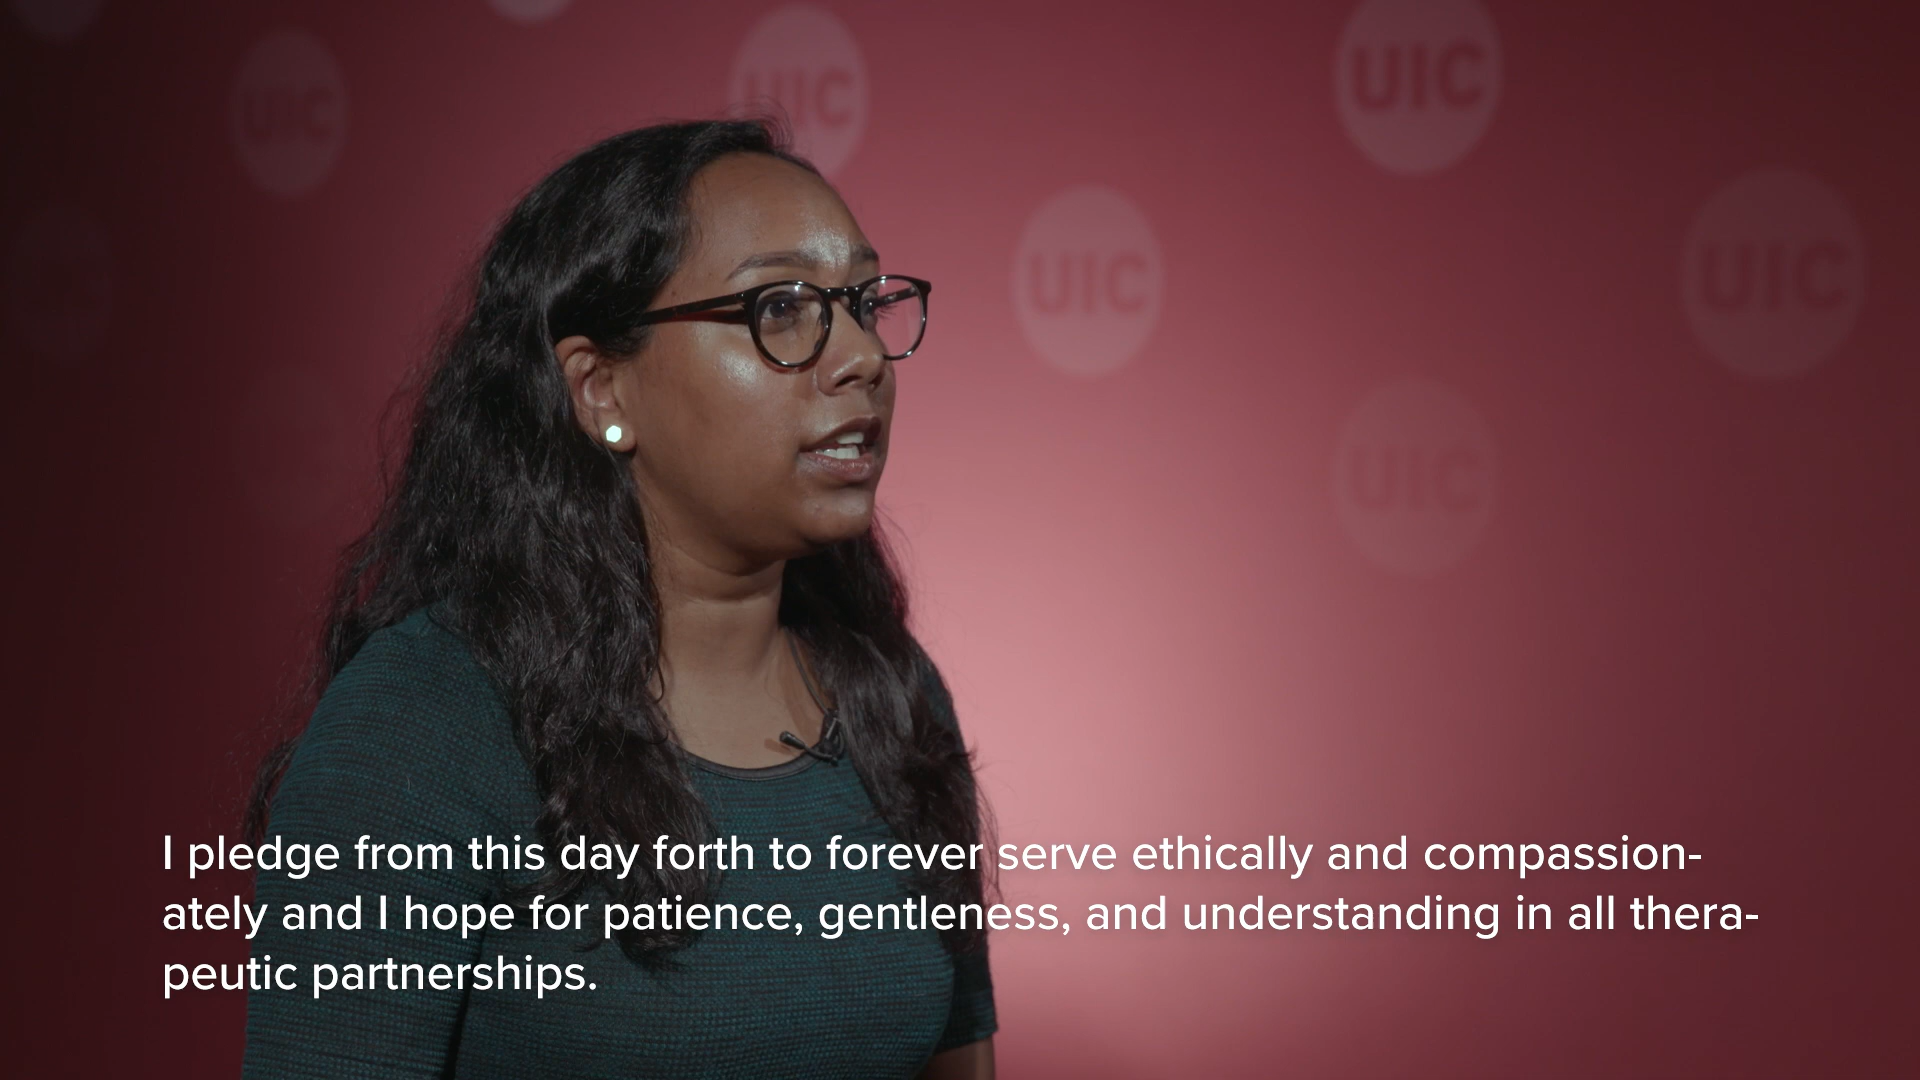 UIC
UIC
UIC
UIC
UIC
UIC
I pledge from this day forth to forever serve ethically and compassion-
ately and I hope for patience, gentleness, and understanding in all thera-
peutic partnerships.